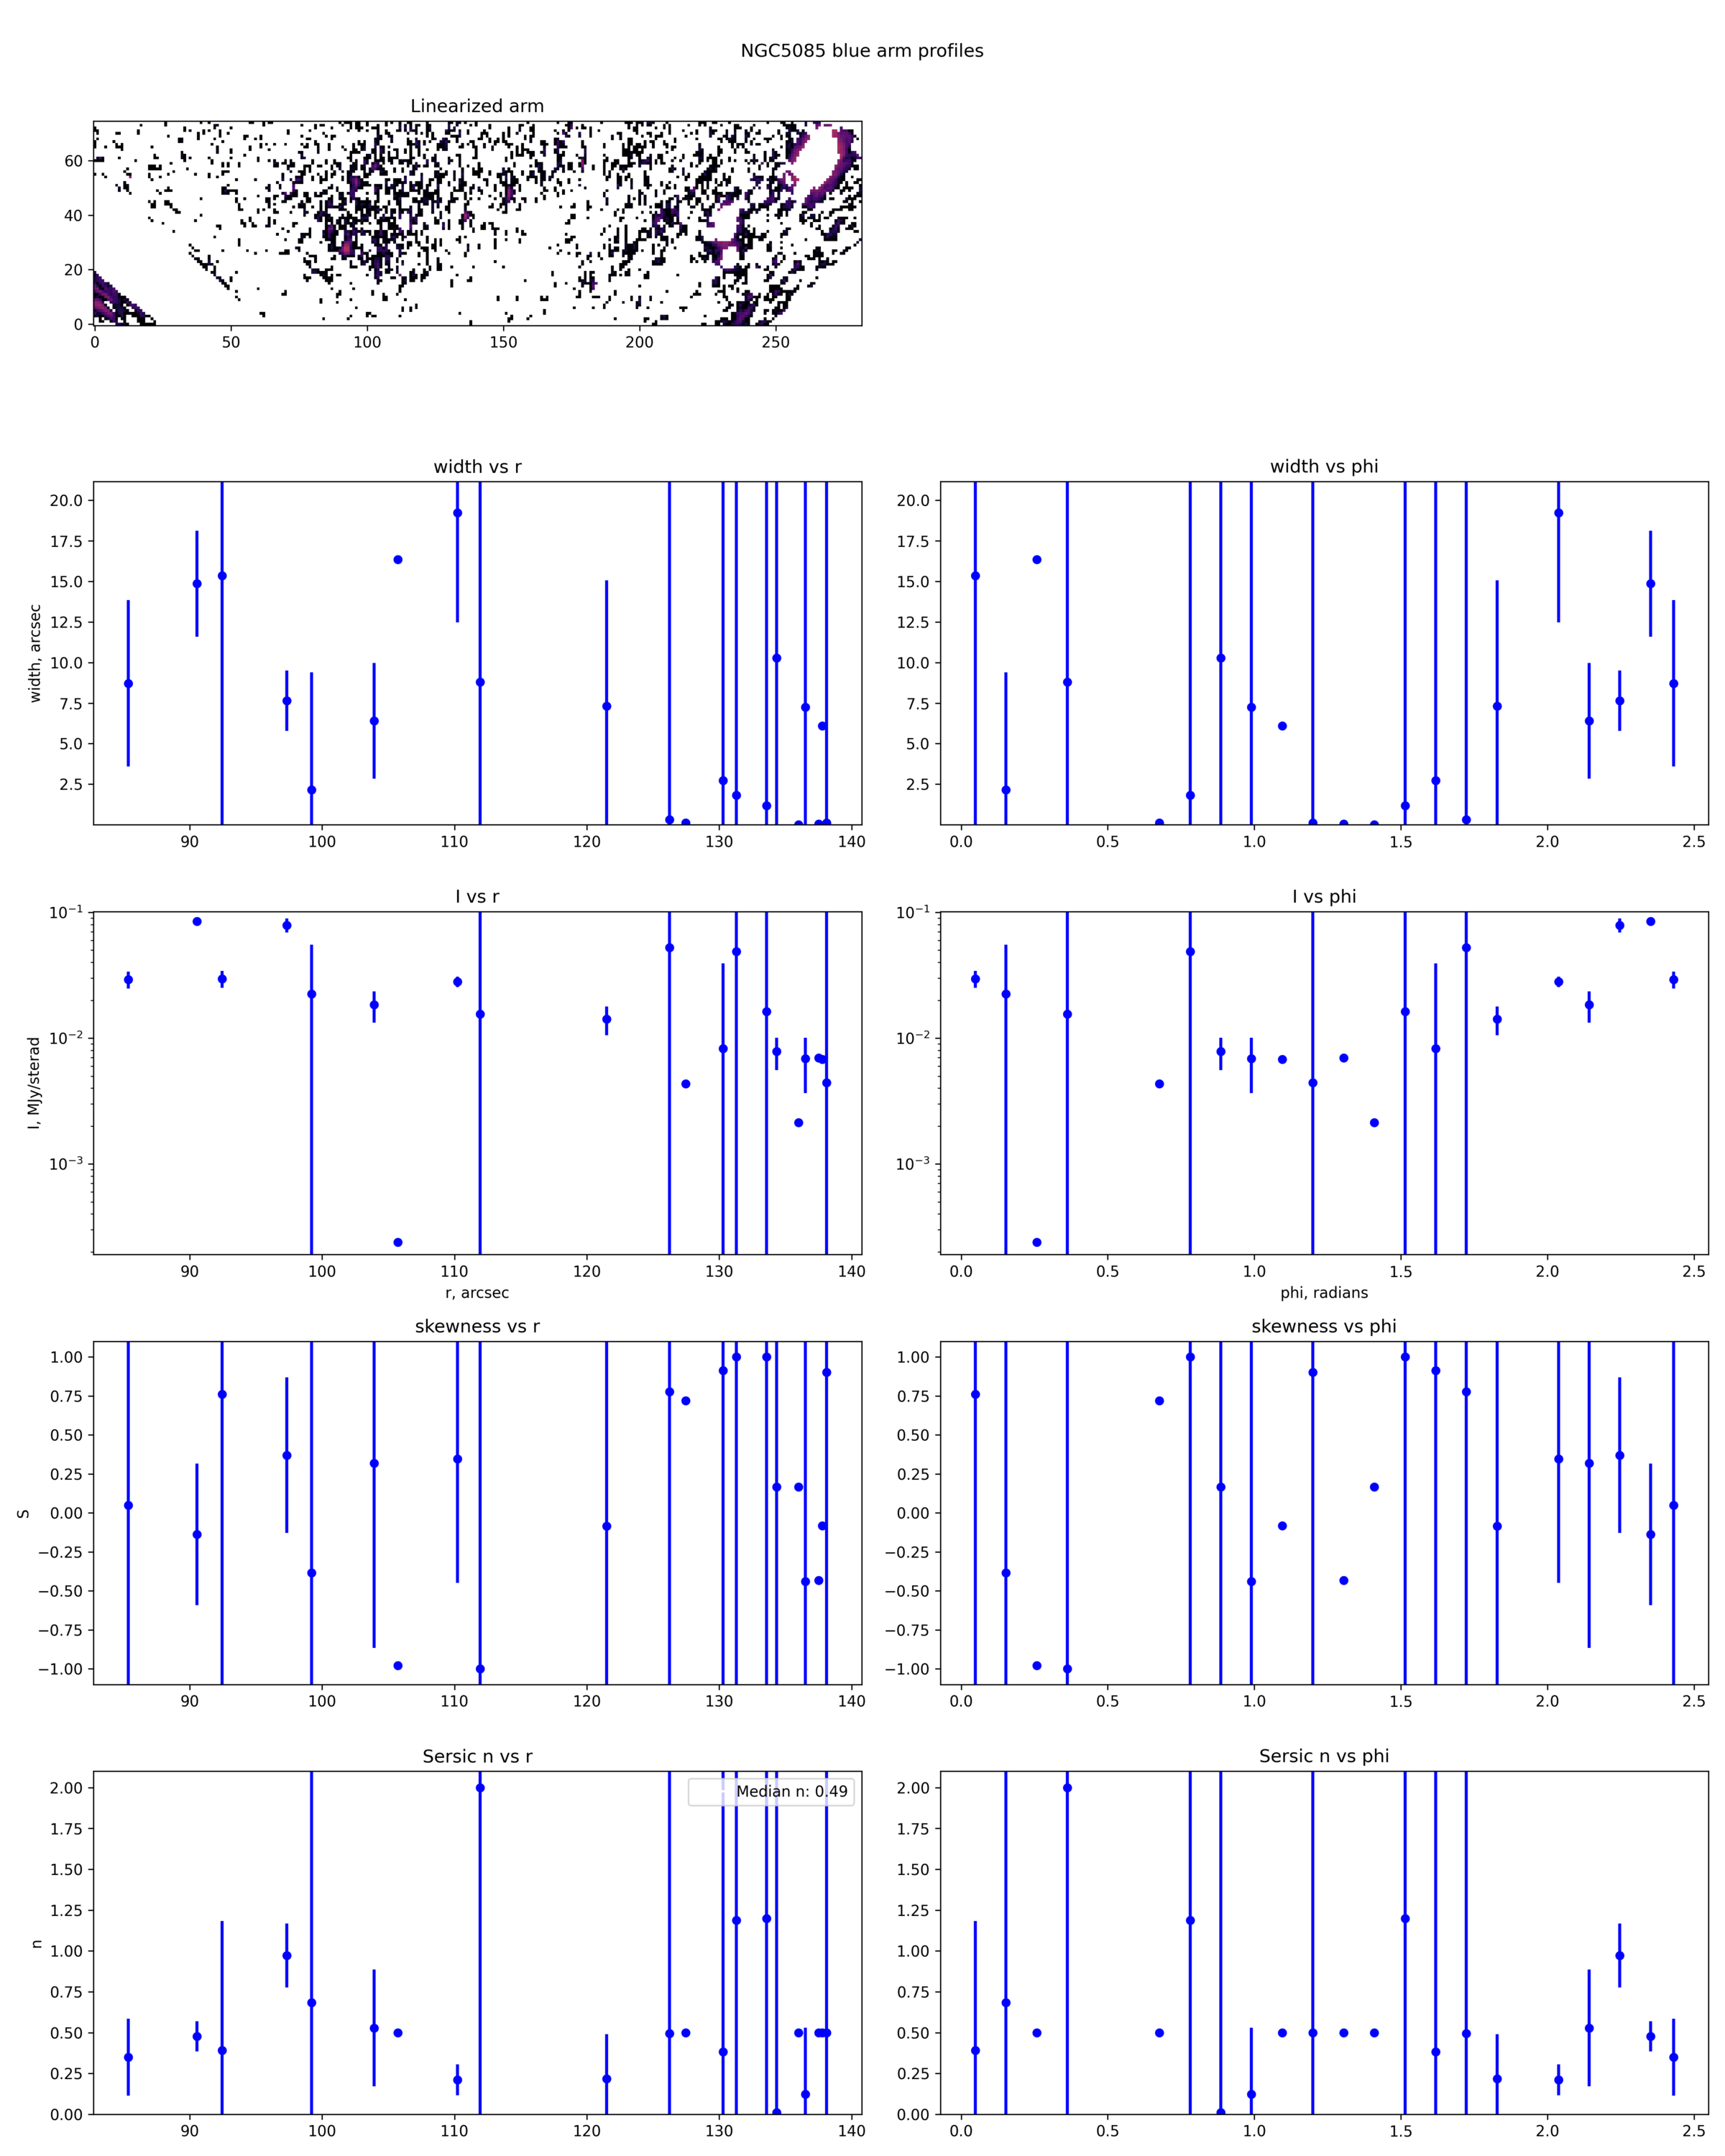 NGC5085 blue arm profiles
Linearized arm
60
40
20
0
0 50 100 150 200 250
width vs r
width vs phi
width, arcsec
20.0
17.5
15.0
12.5
10.0
7.5
5.0
2.5
90 100 110 120 130 140
20.0
17.5
15.0
12.5
10.0
7.5
5.0
2.5
0.0 0.5 1.0 1.5 2.0 2.5
I vs r
I vs phi
I, MJy/sterad
10⁻¹
10⁻²
10⁻³
90 100 110 120 130 140
r, arcsec
10⁻¹
10⁻²
10⁻³
0.0 0.5 1.0 1.5 2.0 2.5
phi, radians
skewness vs r
skewness vs phi
S
1.00
0.75
0.50
0.25
0.00
−0.25
−0.50
−0.75
−1.00
90 100 110 120 130 140
1.00
0.75
0.50
0.25
0.00
−0.25
−0.50
−0.75
−1.00
0.0 0.5 1.0 1.5 2.0 2.5
Sersic n vs r
Sersic n vs phi
n
2.00
1.75
1.50
1.25
1.00
0.75
0.50
0.25
0.00
Median n: 0.49
90 100 110 120 130 140
2.00
1.75
1.50
1.25
1.00
0.75
0.50
0.25
0.00
0.0 0.5 1.0 1.5 2.0 2.5